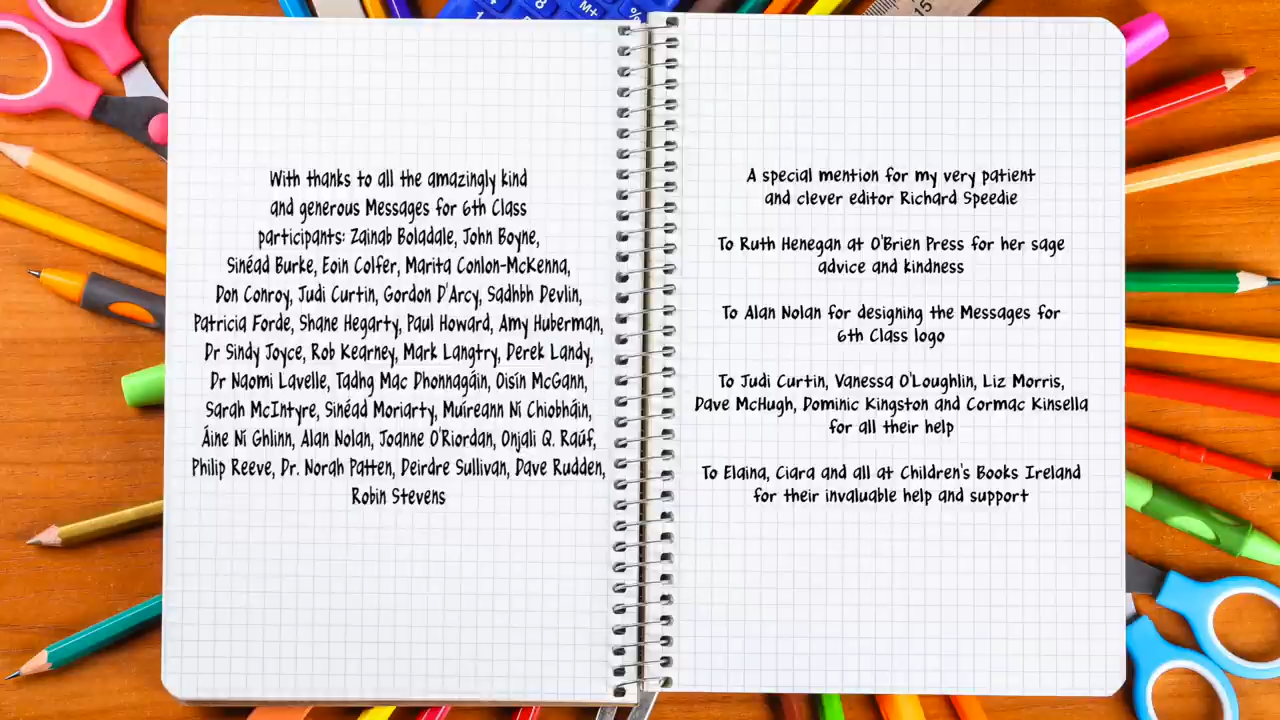 With thanks to all the amazingly kind
and generous Messages for 6th Class
participants: Zainab Boladale, John Boyne,
Sinéad Burke, Eoin Colfer, Marita Conlon-McKenna,
Don Conroy, Judi Curtin, Gordon D'Arcy, Sadhbh Devlin,
Patricia Forde, Shane Hegarty, Paul Howard, Amy Huberman,
Dr Sindy Joyce, Rob Kearney, Mark Langtry, Derek Landy,
Dr Naomi Lavelle, Tadhg Mac Dhonnagáin, Oisín McGann,
Sarah McIntyre, Sinéad Moriarty, Muireann Ní Chíobháin,
Áine Ní Ghlinn, Alan Nolan, Joanne O'Riordan, Onjali Q. Raúf,
Philip Reeve, Dr. Norah Patten, Deirdre Sullivan, Dave Rudden,
Robin Stevens
A special mention for my very patient
and clever editor Richard Speedie
To Ruth Henegan at O'Brien Press for her sage
advice and kindness
To Alan Nolan for designing the Messages for
6th Class logo
To Judi Curtin, Vanessa O'Loughlin, Liz Morris,
Dave McHugh, Dominic Kingston and Cormac Kinsella
for all their help
To Elaina, Ciara and all at Children's Books Ireland
for their invaluable help and support
M+
%
8
1
15